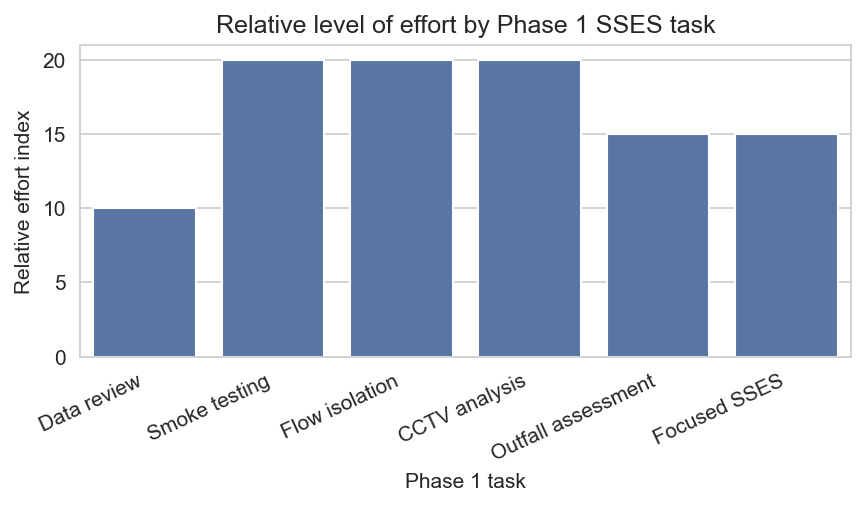 Relative level of effort by Phase 1 SSES task
Relative effort index
20
15
10
5
0
Data review
Smoke testing
Flow isolation
CCTV analysis
Outfall assessment
Focused SSES
Phase 1 task